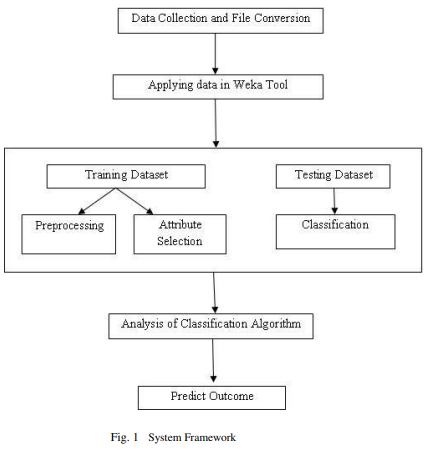 Data Collection and File Conversion
Applying data in Weka Tool
Training Dataset
Testing Dataset
Preprocessing
Attribute
Selection
Classification
Analysis of Classification Algorithm
Predict Outcome
Fig. 1 System Framework